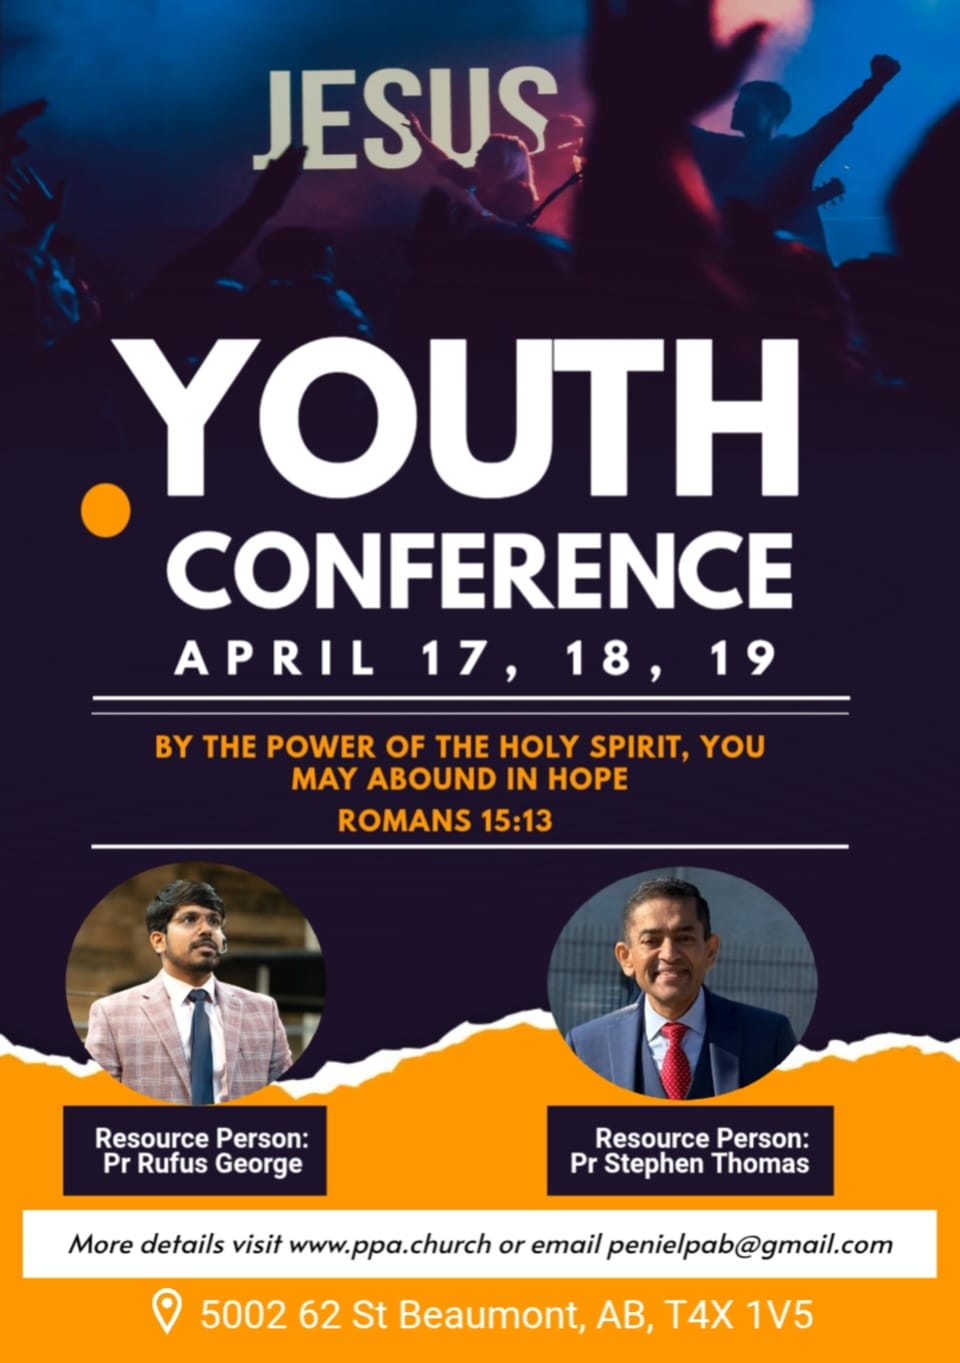 JESUS
YOUTH
CONFERENCE
APRIL 17, 18, 19
BY THE POWER OF THE HOLY SPIRIT, YOU
MAY ABOUND IN HOPE
ROMANS 15:13
Resource Person:
Pr Rufus George
Resource Person:
Pr Stephen Thomas
More details visit www.ppa.church or email penielpab@gmail.com
5002 62 St Beaumont, AB, T4X 1V5